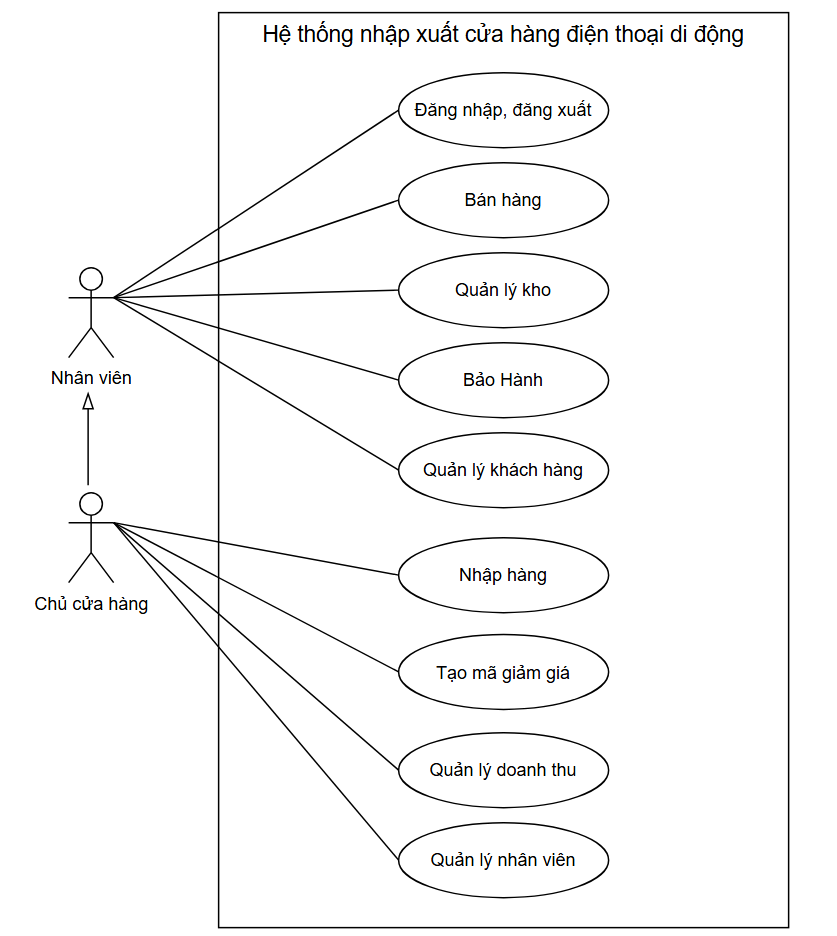 Hệ thống nhập xuất cửa hàng điện thoại di động
Đăng nhập, đăng xuất
Bán hàng
Quản lý kho
Bảo Hành
Quản lý khách hàng
Nhân viên
Nhập hàng
Tạo mã giảm giá
Quản lý doanh thu
Quản lý nhân viên
Chủ cửa hàng